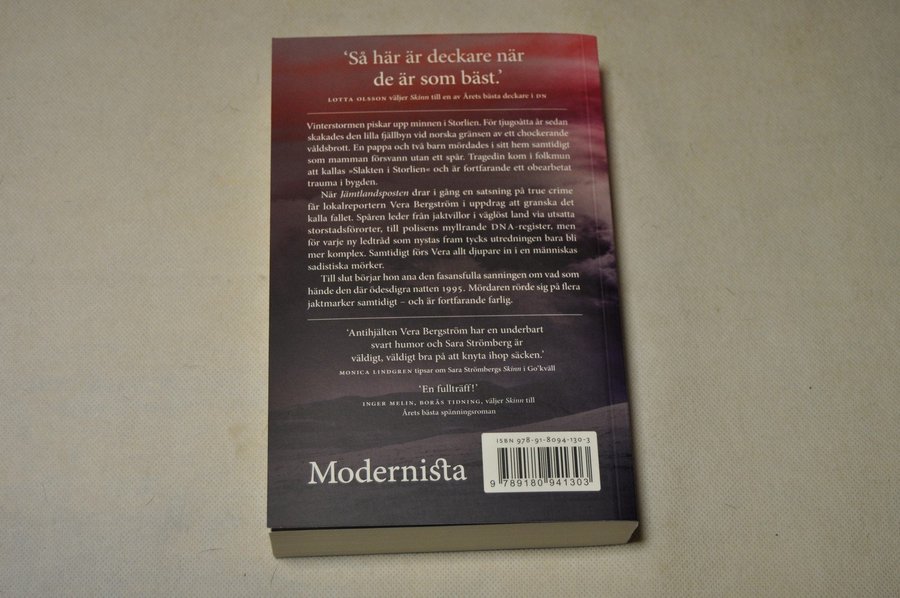 ‘Så här är deckare när
de är som bäst.’
LOTTA OLSSON väljer Skinn till en av Årets bästa deckare i DN
Vinterstormen piskar upp minnen i Storlien. För tjugoåtta år sedan
skakades den lilla fjällbyn vid norska gränsen av ett chockerande
våldsbrott. En pappa och två barn mördades i sitt hem samtidigt
som mamman försvann utan ett spår. Tragedin kom i folkmun
att kallas »Slakten i Storlien« och är fortfarande ett obearbetat
trauma i bygden.
När Jämtlandsposten drar i gång en satsning på true crime
får lokalreportern Vera Bergström i uppdrag att granska det
kalla fallet. Spåren leder från jaktvillor i väglöst land via utsatta
storstadsförorter, till polisens myllrande DNA-register, men
för varje ny ledtråd som nystas fram tycks utredningen bara bli
mer komplex. Samtidigt förs Vera allt djupare in i en människas
sadistiska mörker.
Till slut börjar hon ana den fasansfulla sanningen om vad som
hände den där ödesdigra natten 1995. Mördaren rörde sig på flera
jaktmarker samtidigt – och är fortfarande farlig.
‘Antihjälten Vera Bergström har en underbart
svart humor och Sara Strömberg är
väldigt, väldigt bra på att knyta ihop säcken.’
MONICA LINDGREN tipsar om Sara Strömbergs Skinn i Go’kväll
‘En fullträff!’
INGER MELIN, BORÅS TIDNING, väljer Skinn till
Årets bästa spänningsroman
Modernista
ISBN 978-91-8094-130-3
9 789180 941303